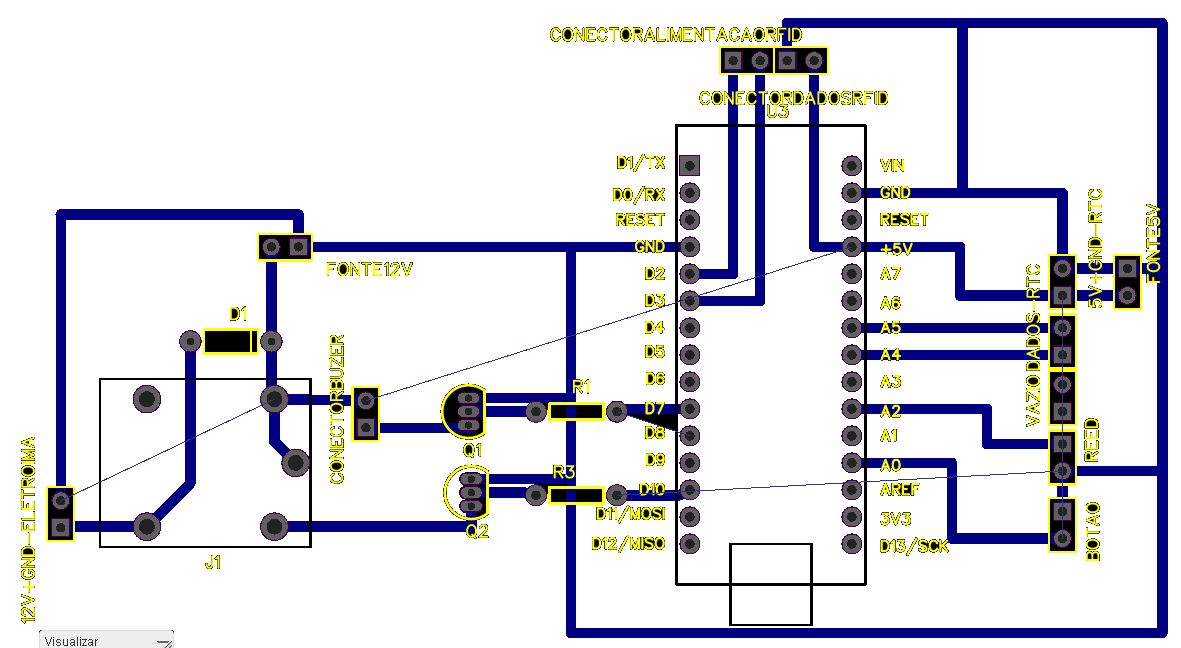 CONECTORALIMENTACAORFID
CONECTORDADOSRFID
U3
D1/TX
D0/RX
RESET
GND
D2
D3
D4
D5
D6
D7
D8
D9
D10
D11/MOSI
D12/MISO
VIN
GND
RESET
+5V
A7
A6
A5
A4
A3
A2
A1
A0
AREF
3V3
D13/SCK
FONTE12V
D1
CONECTORBUZER
R1
Q1
R3
Q2
J1
12V+GND-ELETROIMA
5V+GND-RTC
FONTE5V
DADOS-RTC
VAZIO
REED
BOTAO
Visualizar